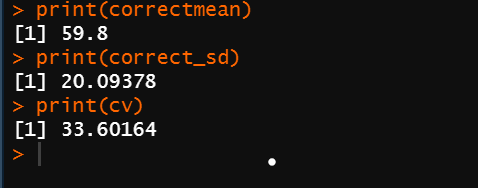 > print(correctmean)
[1] 59.8
> print(correct_sd)
[1] 20.09378
> print(cv)
[1] 33.60164
>